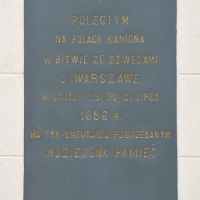 POLEGŁYM
NA POLACH KAMIONA
W BITWIE ZE SZWEDAMI
O WARSZAWĘ
W DNIACH 29, 30, 31 LIPCA
1656 R.
NA TYM CMENTARZU POGRZEBANYM
WDZIĘCZNA PAMIĘĆ